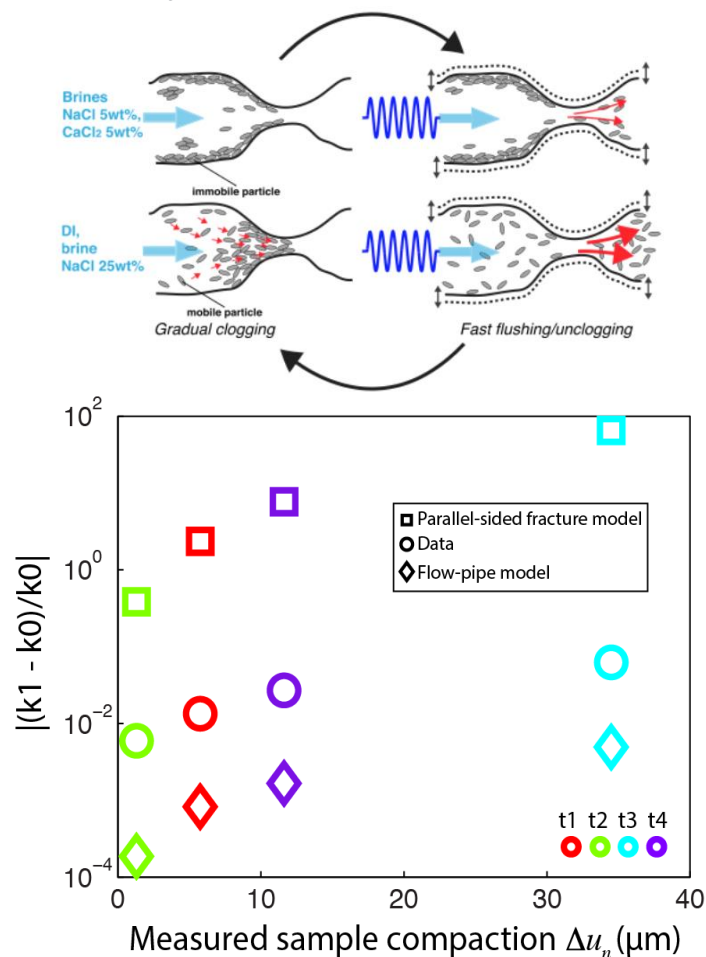 Brines
NaCl 5wt%,
CaCl₂ 5wt%
immobile particle
DI,
brine
NaCl 25wt%
mobile particle
Gradual clogging
Fast flushing/unclogging
10²
10⁰
10⁻²
10⁻⁴
|(k1 - k0)/k0|
Parallel-sided fracture model
Data
Flow-pipe model
t1 t2 t3 t4
0 10 20 30 40
Measured sample compaction Δuₙ (μm)